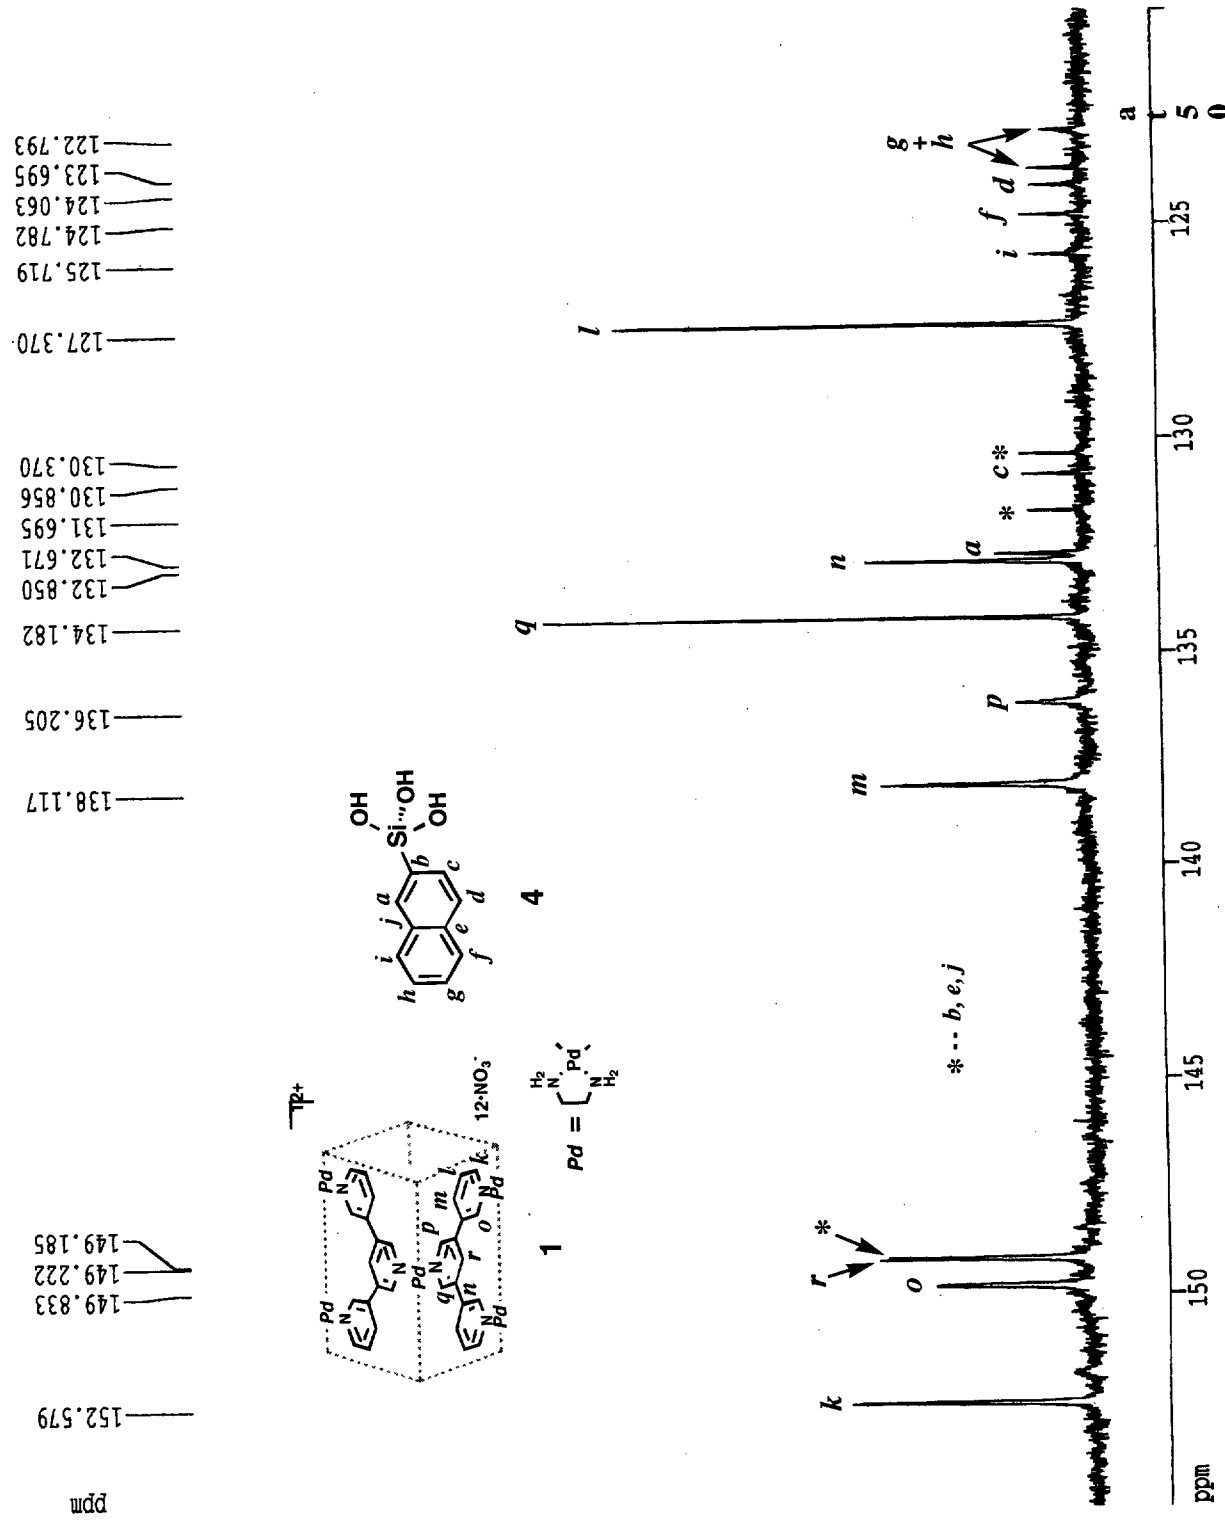 ppm
152.579
149.833
149.222
149.185
138.117
136.205
134.182
132.850
132.671
131.695
130.856
130.370
127.370
125.719
124.782
124.063
123.695
122.793
12+
Pd
N
Pd
N
Pd
N
Pd
N
Pd
N
k
l
m
n
o
p
q
r
12·NO3-
1
Pd =
H2
N
Pd
N
H2
OH
Si
OH
OH
a
b
c
d
e
f
g
h
i
j
4
* -- b, e, j
k
o
r
*
m
p
q
n
a
*
c
*
l
i
f
d
g
+
h
a
t
5
0
ppm
150
145
140
135
130
125